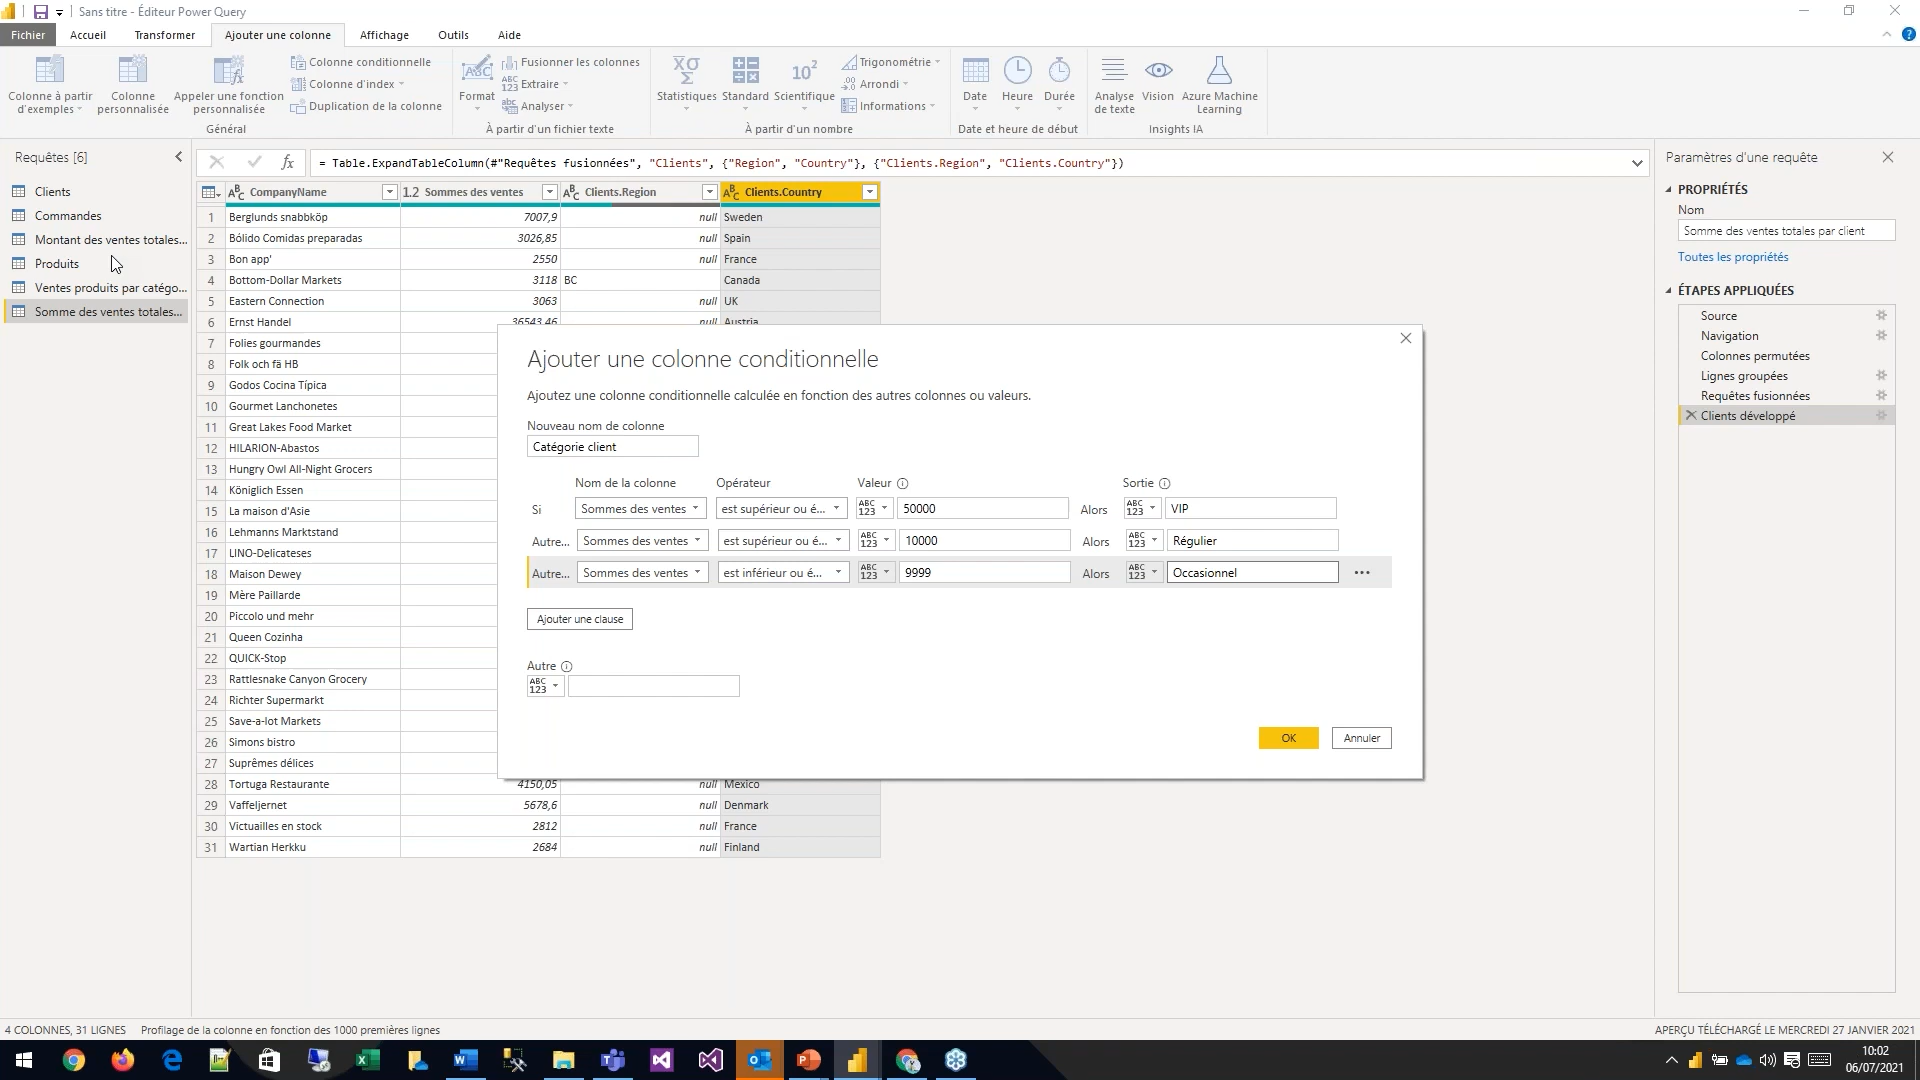 Sans titre - Éditeur Power Query
Fichier Accueil Transformer Ajouter une colonne Affichage Outils Aide
Colonne à partir d'exemples
Colonne personnalisée
Appeler une fonction personnalisée
Colonne conditionnelle
Colonne d'index
Duplication de la colonne
Général
Format
Fusionner les colonnes
Extraire
Analyser
À partir d'un fichier texte
Statistiques
Standard
Scientifique
Trigonométrie
Arrondi
Informations
À partir d'un nombre
Date
Heure
Durée
Date et heure de début
Analyse de texte
Vision
Azure Machine Learning
Insights IA
Requêtes [6]
Clients
Commandes
Montant des ventes totales...
Produits
Ventes produits par catégo...
Somme des ventes totales...
= Table.ExpandTableColumn(#"Requêtes fusionnées", "Clients", {"Region", "Country"}, {"Clients.Region", "Clients.Country"})
CompanyName 1.2 Sommes des ventes Clients.Region Clients.Country
1 Berglunds snabbköp 7007,9 null Sweden
2 Bólido Comidas preparadas 3026,85 null Spain
3 Bon app' 2550 null France
4 Bottom-Dollar Markets 3118 BC Canada
5 Eastern Connection 3063 null UK
6 Ernst Handel 36543,46 null Austria
7 Folies gourmandes
8 Folk och fä HB
9 Godos Cocina Típica
10 Gourmet Lanchonetes
11 Great Lakes Food Market
12 HILARION-Abastos
13 Hungry Owl All-Night Grocers
14 Königlich Essen
15 La maison d'Asie
16 Lehmanns Marktstand
17 LINO-Delicateses
18 Maison Dewey
19 Mère Paillarde
20 Piccolo und mehr
21 Queen Cozinha
22 QUICK-Stop
23 Rattlesnake Canyon Grocery
24 Richter Supermarkt
25 Save-a-lot Markets
26 Simons bistro
27 Suprêmes délices
28 Tortuga Restaurante 4150,05 null Mexico
29 Vaffeljernet 5678,6 null Denmark
30 Victuailles en stock 2812 null France
31 Wartian Herkku 2684 null Finland
Ajouter une colonne conditionnelle
Ajoutez une colonne conditionnelle calculée en fonction des autres colonnes ou valeurs.
Nouveau nom de colonne
Catégorie client
Nom de la colonne Opérateur Valeur Sortie
Si Sommes des ventes est supérieur ou é... ABC 123 50000 Alors ABC 123 VIP
Autre... Sommes des ventes est supérieur ou é... ABC 123 10000 Alors ABC 123 Régulier
Autre... Sommes des ventes est inférieur ou é... ABC 123 9999 Alors ABC 123 Occasionnel ...
Ajouter une clause
Autre
ABC 123
OK Annuler
Paramètres d'une requête
PROPRIÉTÉS
Nom
Somme des ventes totales par client
Toutes les propriétés
ÉTAPES APPLIQUÉES
Source
Navigation
Colonnes permutées
Lignes groupées
Requêtes fusionnées
Clients développé
4 COLONNES, 31 LIGNES Profilage de la colonne en fonction des 1000 premières lignes
APERÇU TÉLÉCHARGÉ LE MERCREDI 27 JANVIER 2021
10:02
06/07/2021